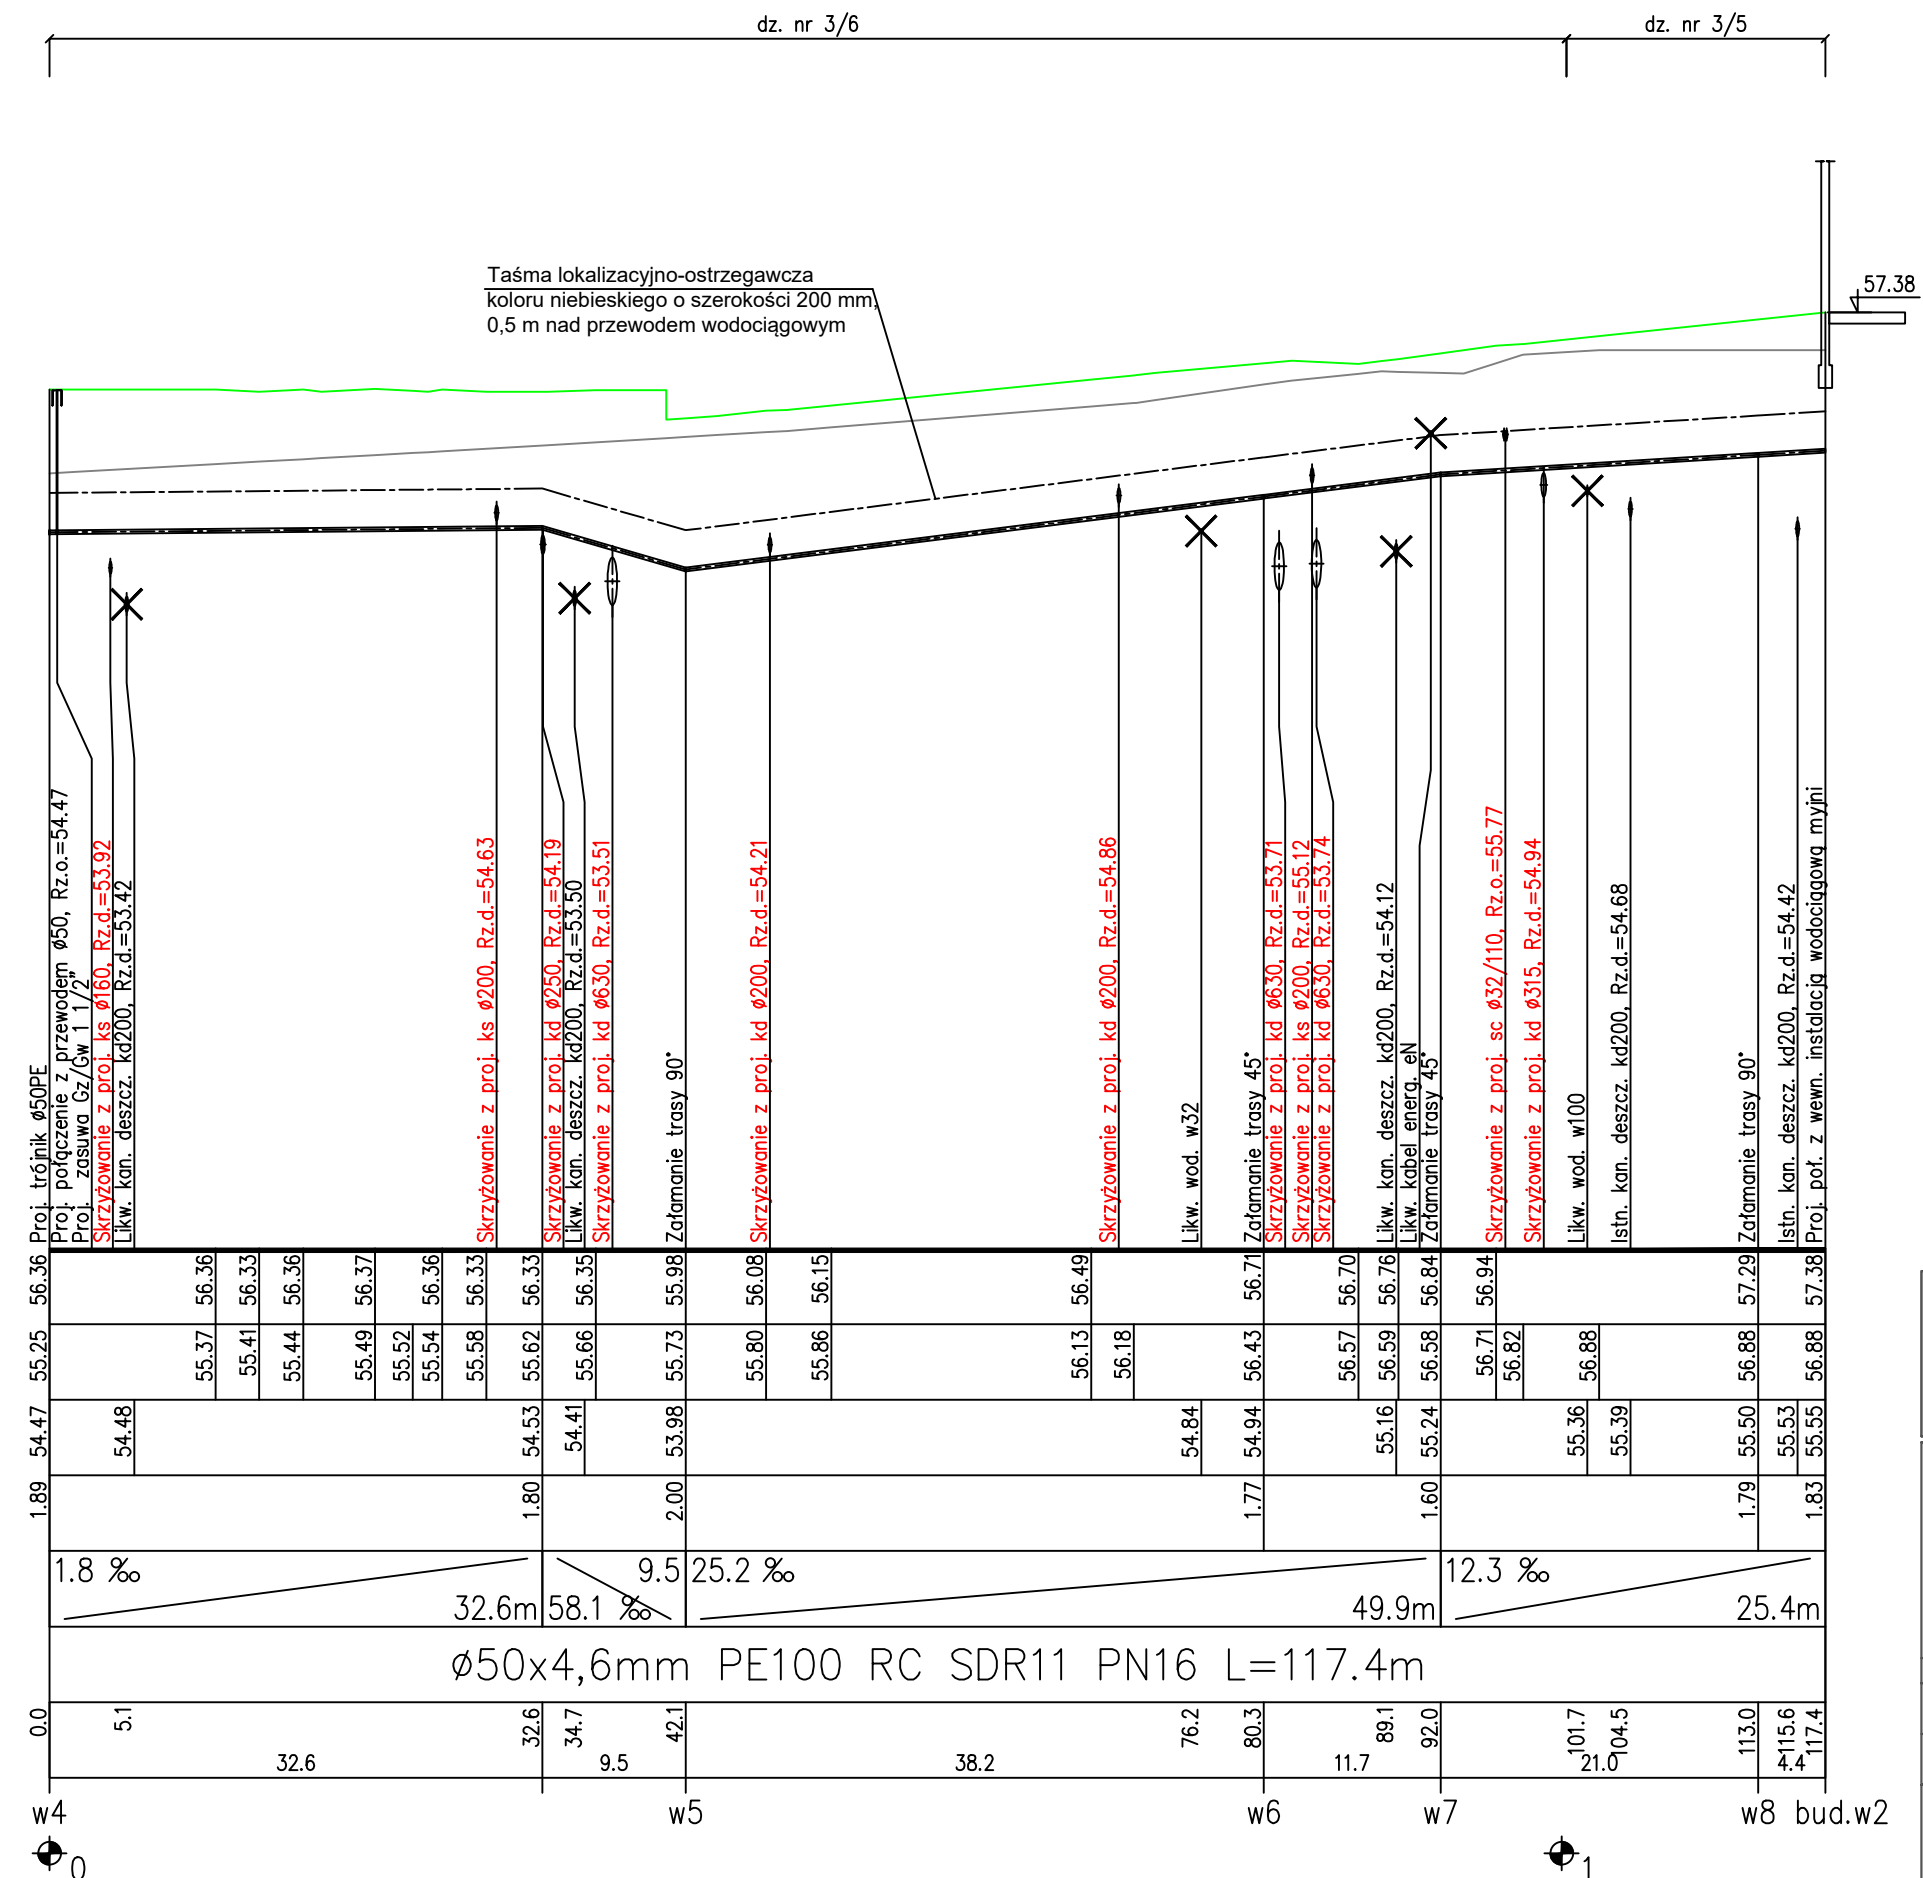 dz. nr 3/6
dz. nr 3/5
57.38
Taśma lokalizacyjno-ostrzegawcza
koloru niebieskiego o szerokości 200 mm,
0,5 m nad przewodem wodociągowym
Proj. trójnik ø50PE
Proj. połączenie z przewodem ø50, Rz.o.=54.47
Proj. zasuwa Gz/Gw 1 1/2"
Skrzyżowanie z proj. ks ø160, Rz.d.=53.92
Likw. kan. deszcz. kd200, Rz.d.=53.42
Skrzyżowanie z proj. ks ø200, Rz.d.=54.63
Skrzyżowanie z proj. kd ø250, Rz.d.=54.19
Likw. kan. deszcz. kd200, Rz.d.=53.50
Skrzyżowanie z proj. kd ø630, Rz.d.=53.51
Załamanie trasy 90°
Skrzyżowanie z proj. kd ø200, Rz.d.=54.21
Skrzyżowanie z proj. kd ø200, Rz.d.=54.86
Likw. wod. w32
Załamanie trasy 45°
Skrzyżowanie z proj. kd ø630, Rz.d.=53.71
Skrzyżowanie z proj. ks ø200, Rz.d.=55.12
Skrzyżowanie z proj. kd ø630, Rz.d.=53.74
Likw. kan. deszcz. kd200, Rz.d.=54.12
Likw. kabel energ. eN
Załamanie trasy 45°
Skrzyżowanie z proj. sc ø32/110, Rz.o.=55.77
Skrzyżowanie z proj. kd ø315, Rz.d.=54.94
Likw. wod. w100
Istn. kan. deszcz. kd200, Rz.d.=54.68
Załamanie trasy 90°
Istn. kan. deszcz. kd200, Rz.d.=54.42
Proj. poł. z wewn. instalacją wodociągową myjni
56.36 56.36 56.33 56.36 56.37 56.36 56.33 56.33 56.35 55.98 56.08 56.15 56.49 56.71 56.70 56.76 56.84 56.94 57.29 57.38
55.25 55.37 55.41 55.44 55.49 55.52 55.54 55.58 55.62 55.66 55.73 55.80 55.86 56.13 56.18 56.43 56.57 56.59 56.58 56.71 56.82 56.88 56.88 56.88
54.47 54.48 54.53 54.41 53.98 54.84 54.94 55.16 55.24 55.36 55.39 55.50 55.53 55.55
1.89 1.80 2.00 1.77 1.60 1.79 1.83
1.8 ‰ 9.5 25.2 ‰ 12.3 ‰
32.6m 58.1 ‰ 49.9m 25.4m
ø50x4,6mm PE100 RC SDR11 PN16 L=117.4m
0.0 5.1 32.6 34.7 42.1 76.2 80.3 89.1 92.0 101.7 104.5 113.0 115.6 117.4
32.6 9.5 38.2 11.7 21.0 4.4
w4 w5 w6 w7 w8 bud.w2
0 1